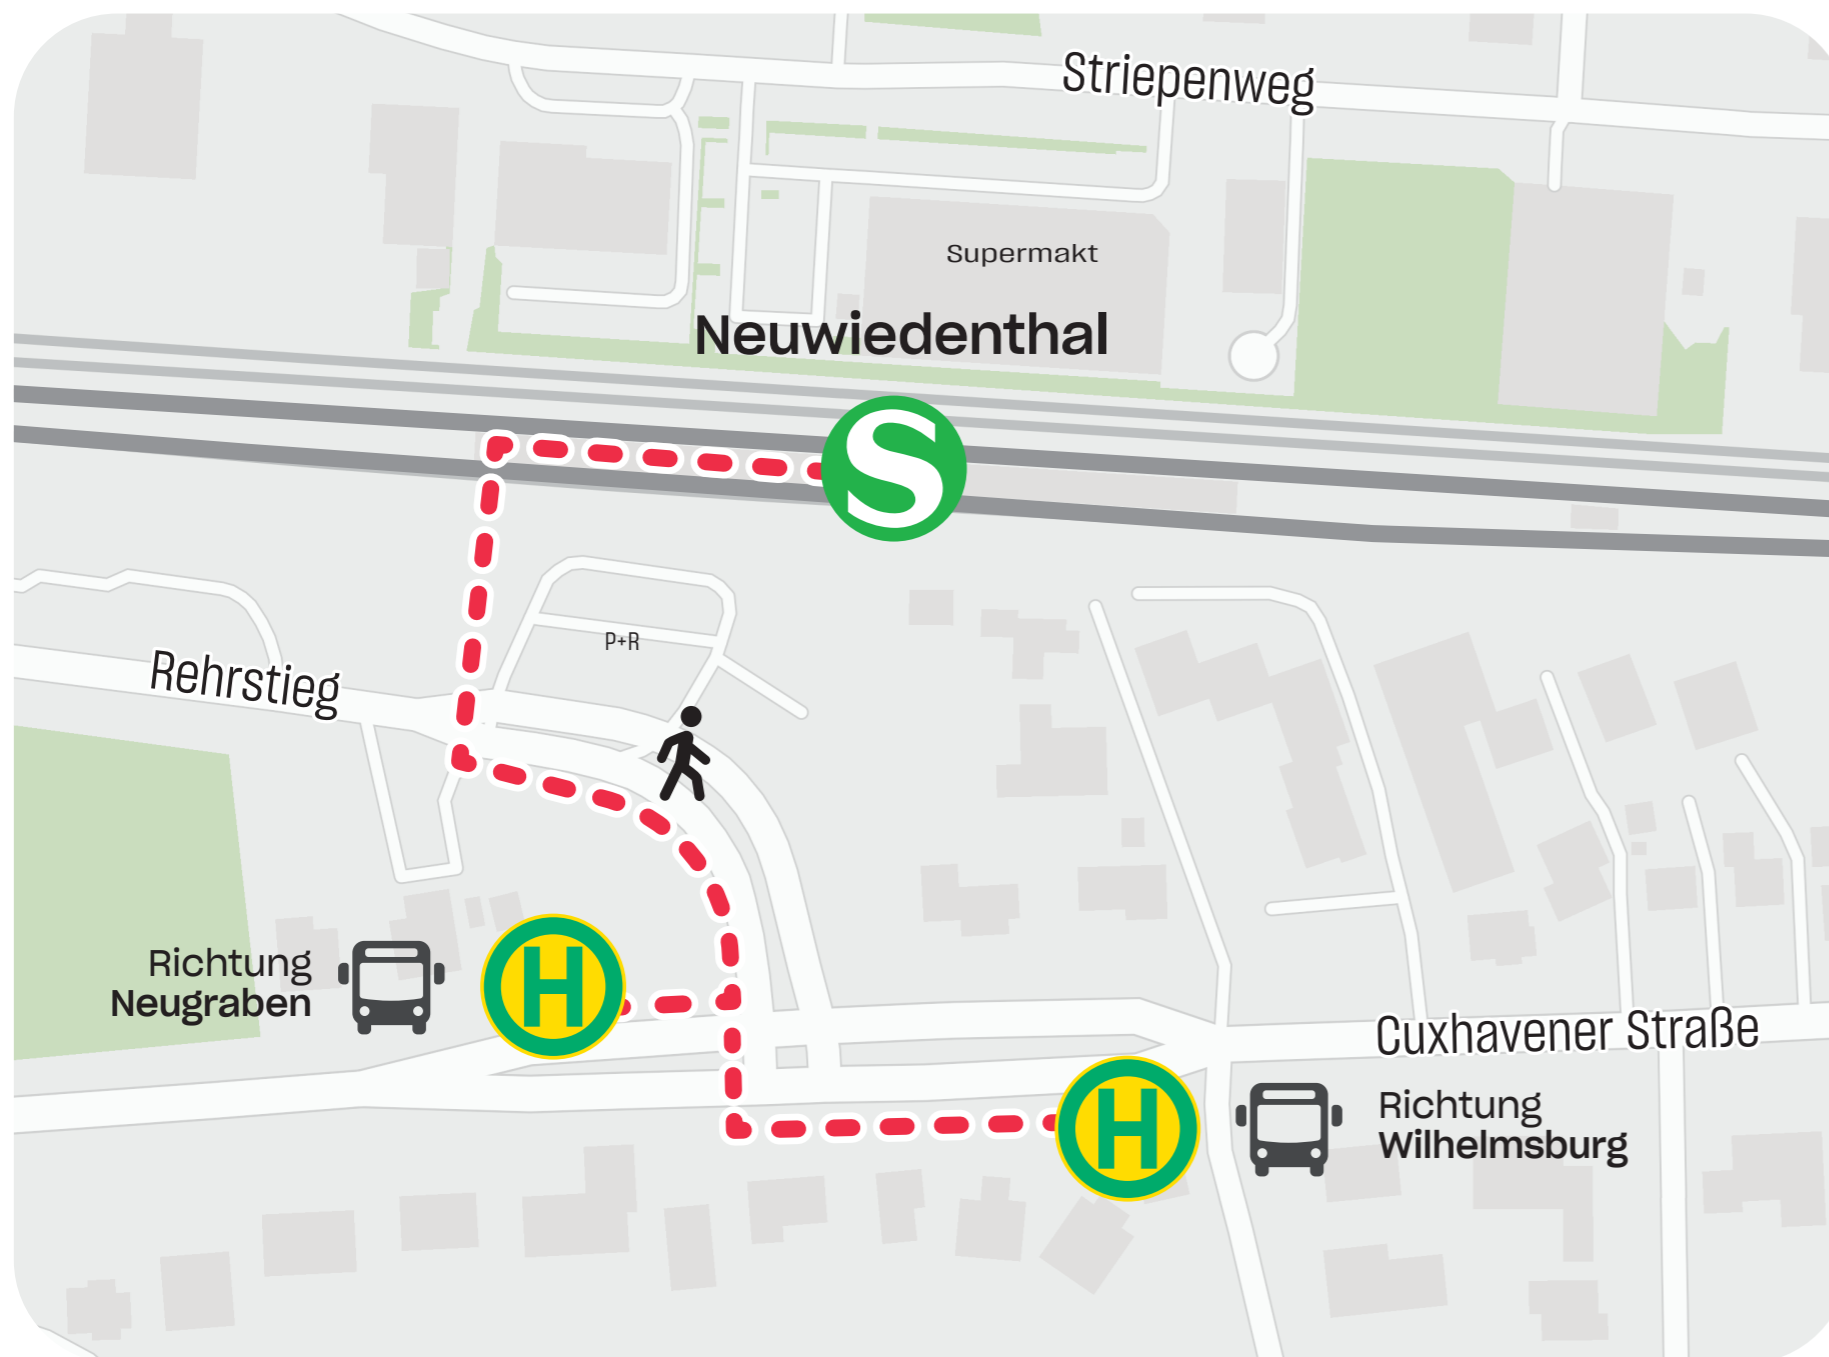 Striepenweg
Supermakt
Neuwiedenthal
S
P+R
Rehrstieg
H
Richtung
Neugraben
Cuxhavener Straße
H
Richtung
Wilhelmsburg